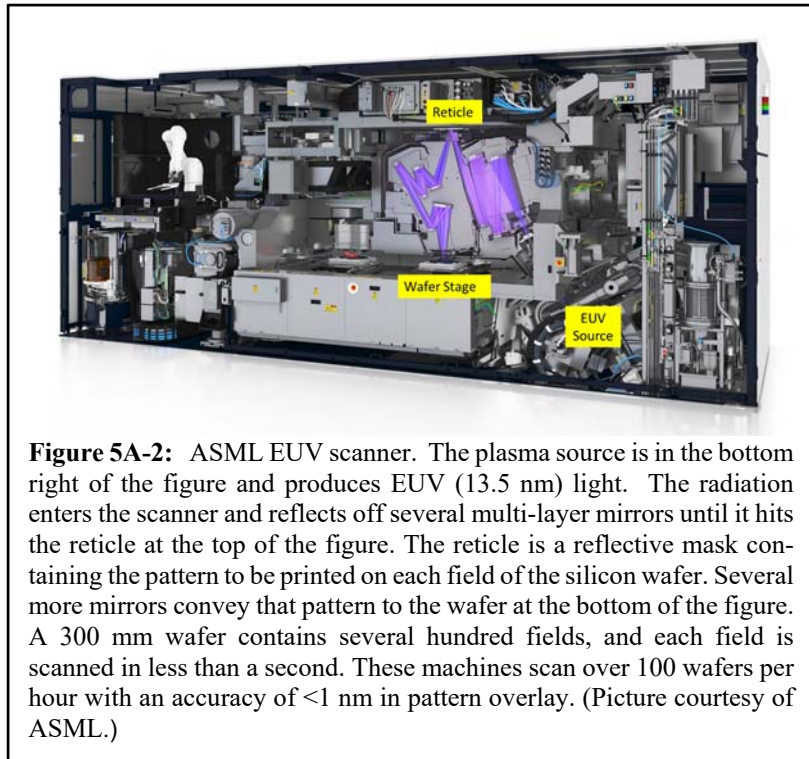 Reticle
Wafer Stage
EUV
Source
Figure 5A-2: ASML EUV scanner. The plasma source is in the bottom
right of the figure and produces EUV (13.5 nm) light. The radiation
enters the scanner and reflects off several multi-layer mirrors until it hits
the reticle at the top of the figure. The reticle is a reflective mask con-
taining the pattern to be printed on each field of the silicon wafer. Several
more mirrors convey that pattern to the wafer at the bottom of the figure.
A 300 mm wafer contains several hundred fields, and each field is
scanned in less than a second. These machines scan over 100 wafers per
hour with an accuracy of <1 nm in pattern overlay. (Picture courtesy of
ASML.)